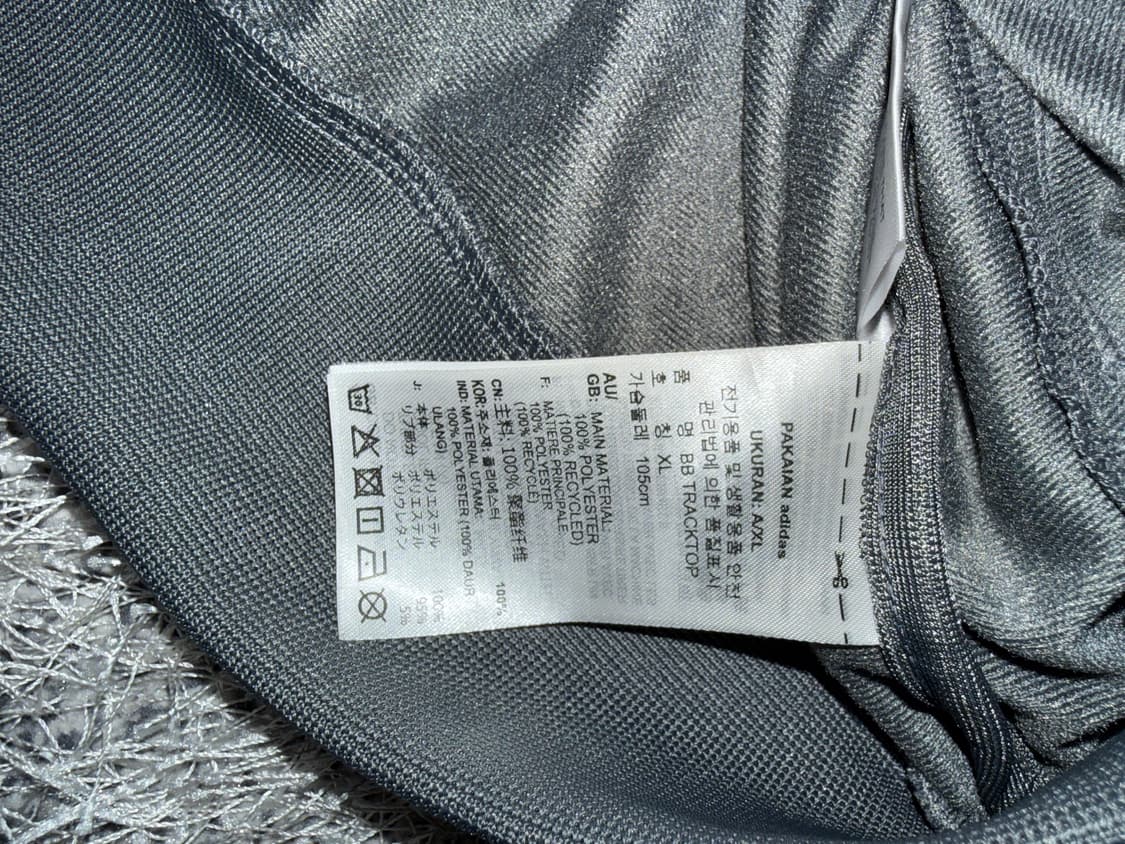 PAKAIAN adidas
UKURAN: A/XL
전기용품 및 생활용품 안전
관리법에 의한 품질표시
품 명 BB TRACKTOP
호 칭 XL
가슴둘레 105cm
AU/
GB: MAIN MATERIAL:
100% POLYESTER
(100% RECYCLED)
F: MATIERE PRINCIPALE:
100% POLYESTER
(100% RECYCLE)
CN: 主料: 100% 聚酯纤维
KOR: 주소재: 폴리에스터 100%
IND: MATERIAL UTAMA:
100% POLYESTER (100% DAUR
ULANG)
J: 本体 ポリエステル 100%
リブ部分 ポリエステル 95%
ポリウレタン 5%
30